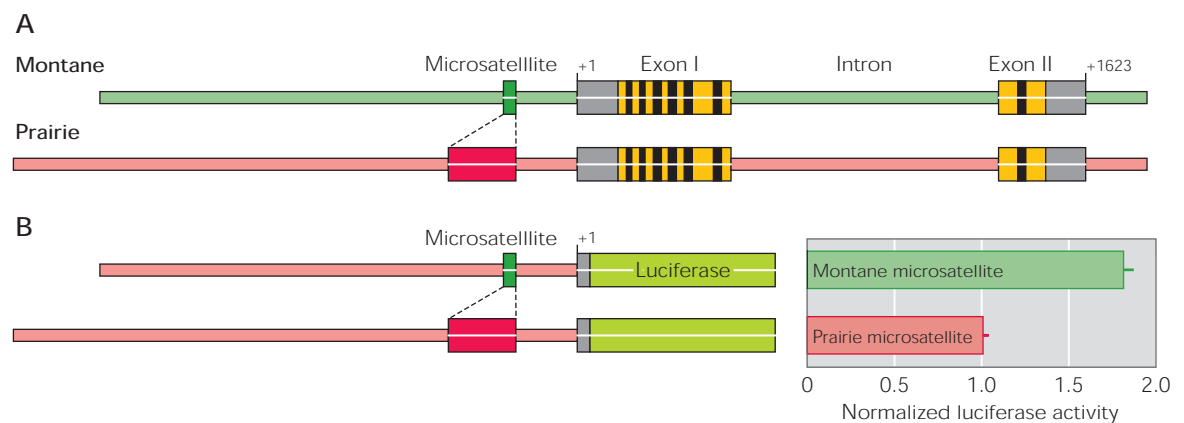 A
Montane
Microsatelllite
+1
Exon I
Intron
Exon II
+1623
Prairie
B
Microsatelllite
+1
Luciferase
Montane microsatellite
Prairie microsatellite
0 0.5 1.0 1.5 2.0
Normalized luciferase activity